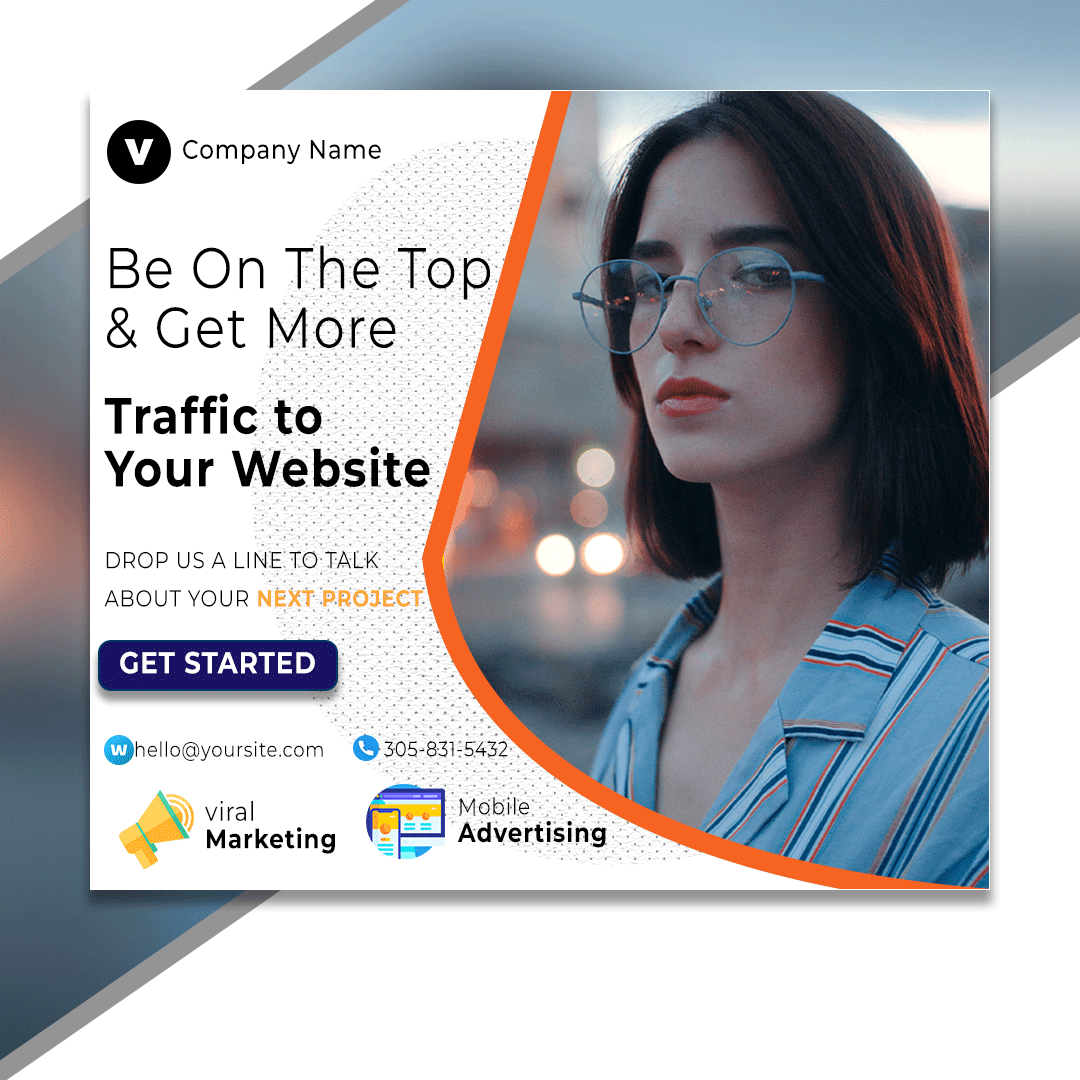 V Company Name
Be On The Top
& Get More
Traffic to
Your Website
DROP US A LINE TO TALK
ABOUT YOUR NEXT PROJECT
GET STARTED
W hello@yoursite.com 305-831-5432
viral
Marketing
Mobile
Advertising